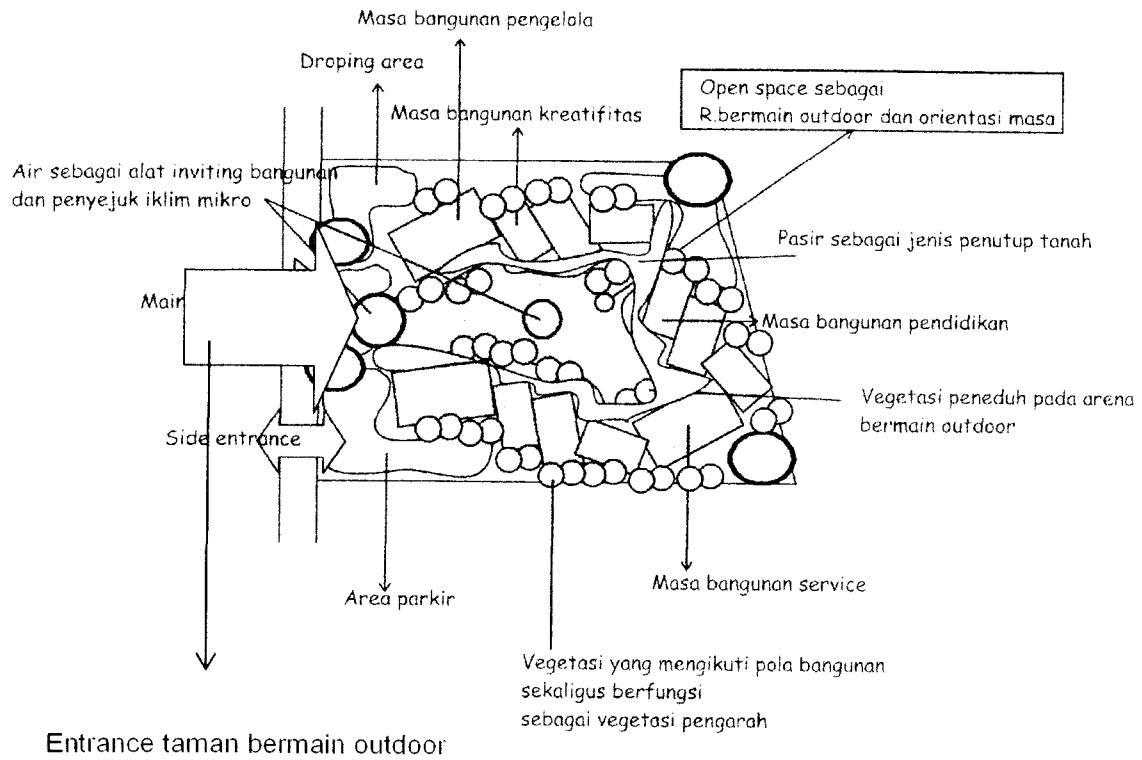 Masa bangunan pengelola
Droping area
Masa bangunan kreatifitas
Open space sebagai
R.bermain outdoor dan orientasi masa
Air sebagai alat inviting bangunan
dan penyejuk iklim mikro
Pasir sebagai jenis penutup tanah
Main
Masa bangunan pendidikan
Vegetasi peneduh pada arena
bermain outdoor
Side entrance
Masa bangunan service
Area parkir
Vegetasi yang mengikuti pola bangunan
sekaligus berfungsi
sebagai vegetasi pengarah
Entrance taman bermain outdoor